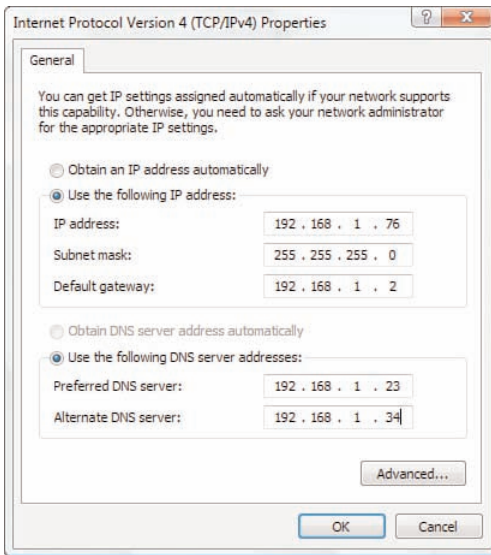 Internet Protocol Version 4 (TCP/IPv4) Properties
?
X
General
You can get IP settings assigned automatically if your network supports
this capability. Otherwise, you need to ask your network administrator
for the appropriate IP settings.
Obtain an IP address automatically
Use the following IP address:
IP address: 192 . 168 . 1 . 76
Subnet mask: 255 . 255 . 255 . 0
Default gateway: 192 . 168 . 1 . 2
Obtain DNS server address automatically
Use the following DNS server addresses:
Preferred DNS server: 192 . 168 . 1 . 23
Alternate DNS server: 192 . 168 . 1 . 34
Advanced...
OK Cancel